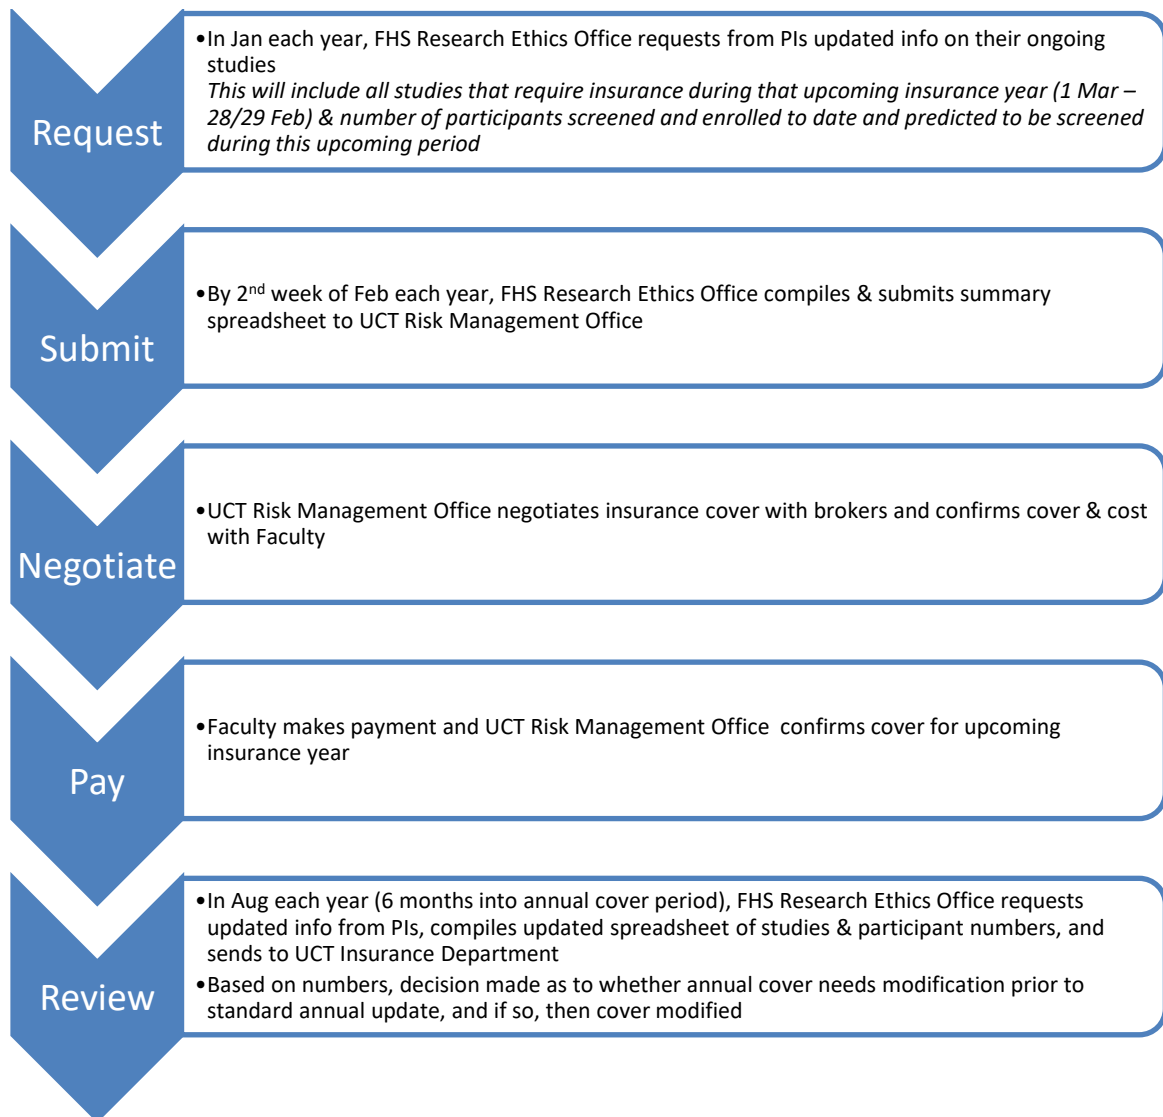 Request
•In Jan each year, FHS Research Ethics Office requests from PIs updated info on their ongoing
studies
This will include all studies that require insurance during that upcoming insurance year (1 Mar –
28/29 Feb) & number of participants screened and enrolled to date and predicted to be screened
during this upcoming period
Submit
•By 2nd week of Feb each year, FHS Research Ethics Office compiles & submits summary
spreadsheet to UCT Risk Management Office
Negotiate
•UCT Risk Management Office negotiates insurance cover with brokers and confirms cover & cost
with Faculty
Pay
•Faculty makes payment and UCT Risk Management Office  confirms cover for upcoming
insurance year
Review
•In Aug each year (6 months into annual cover period), FHS Research Ethics Office requests
updated info from PIs, compiles updated spreadsheet of studies & participant numbers, and
sends to UCT Insurance Department
•Based on numbers, decision made as to whether annual cover needs modification prior to
standard annual update, and if so, then cover modified